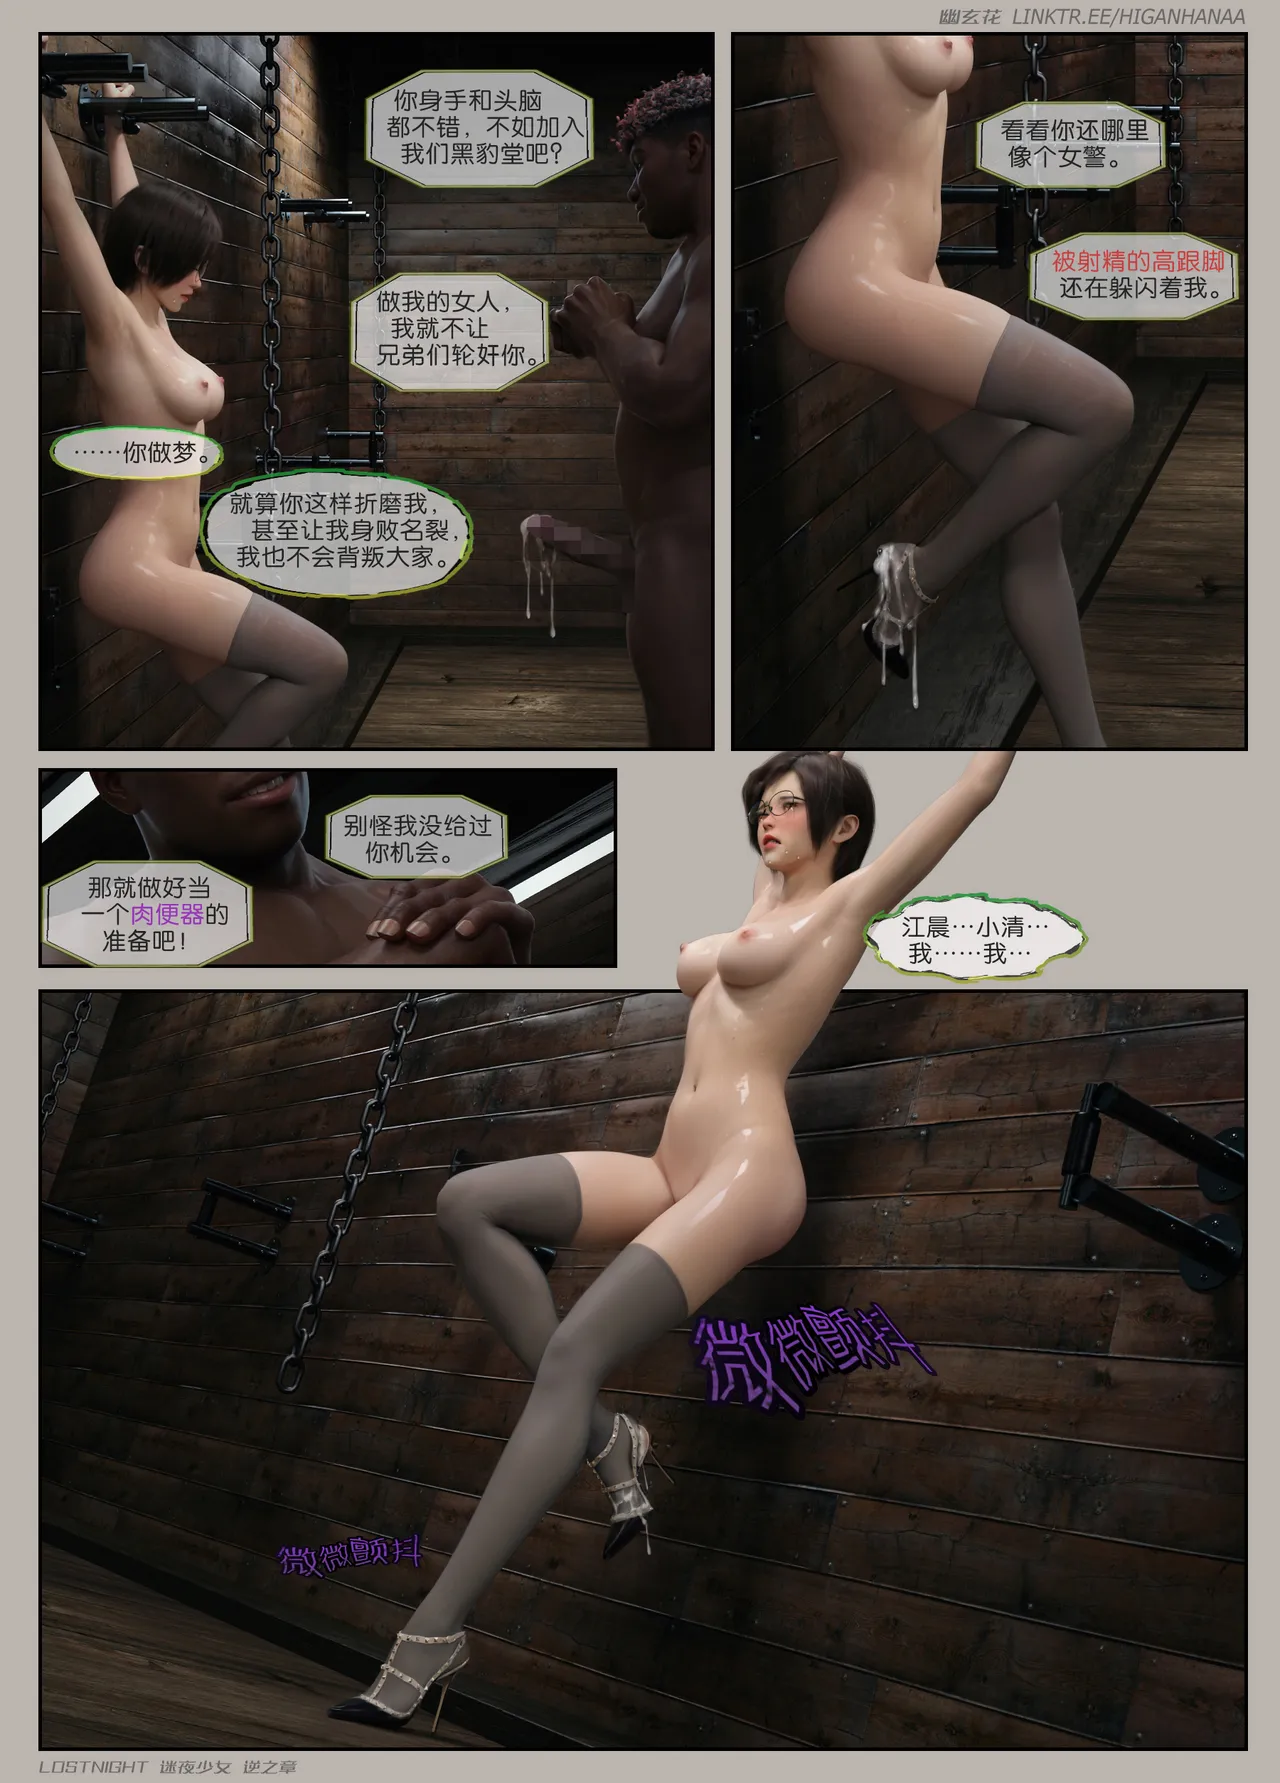 幽玄花 LINKTR.EE/HIGANHANAA
你身手和头脑
都不错，不如加入
我们黑豹堂吧？
做我的女人，
我就不让
兄弟们轮奸你。
……你做梦。
就算你这样折磨我，
甚至让我身败名裂，
我也不会背叛大家。
看看你还哪里
像个女警。
被射精的高跟脚
还在躲闪着我。
别怪我没给过
你机会。
那就做好当
一个肉便器的
准备吧！
江晨…小清…
我……我…
微微颤抖
微微颤抖
LOSTNIGHT 迷夜少女 逆之章